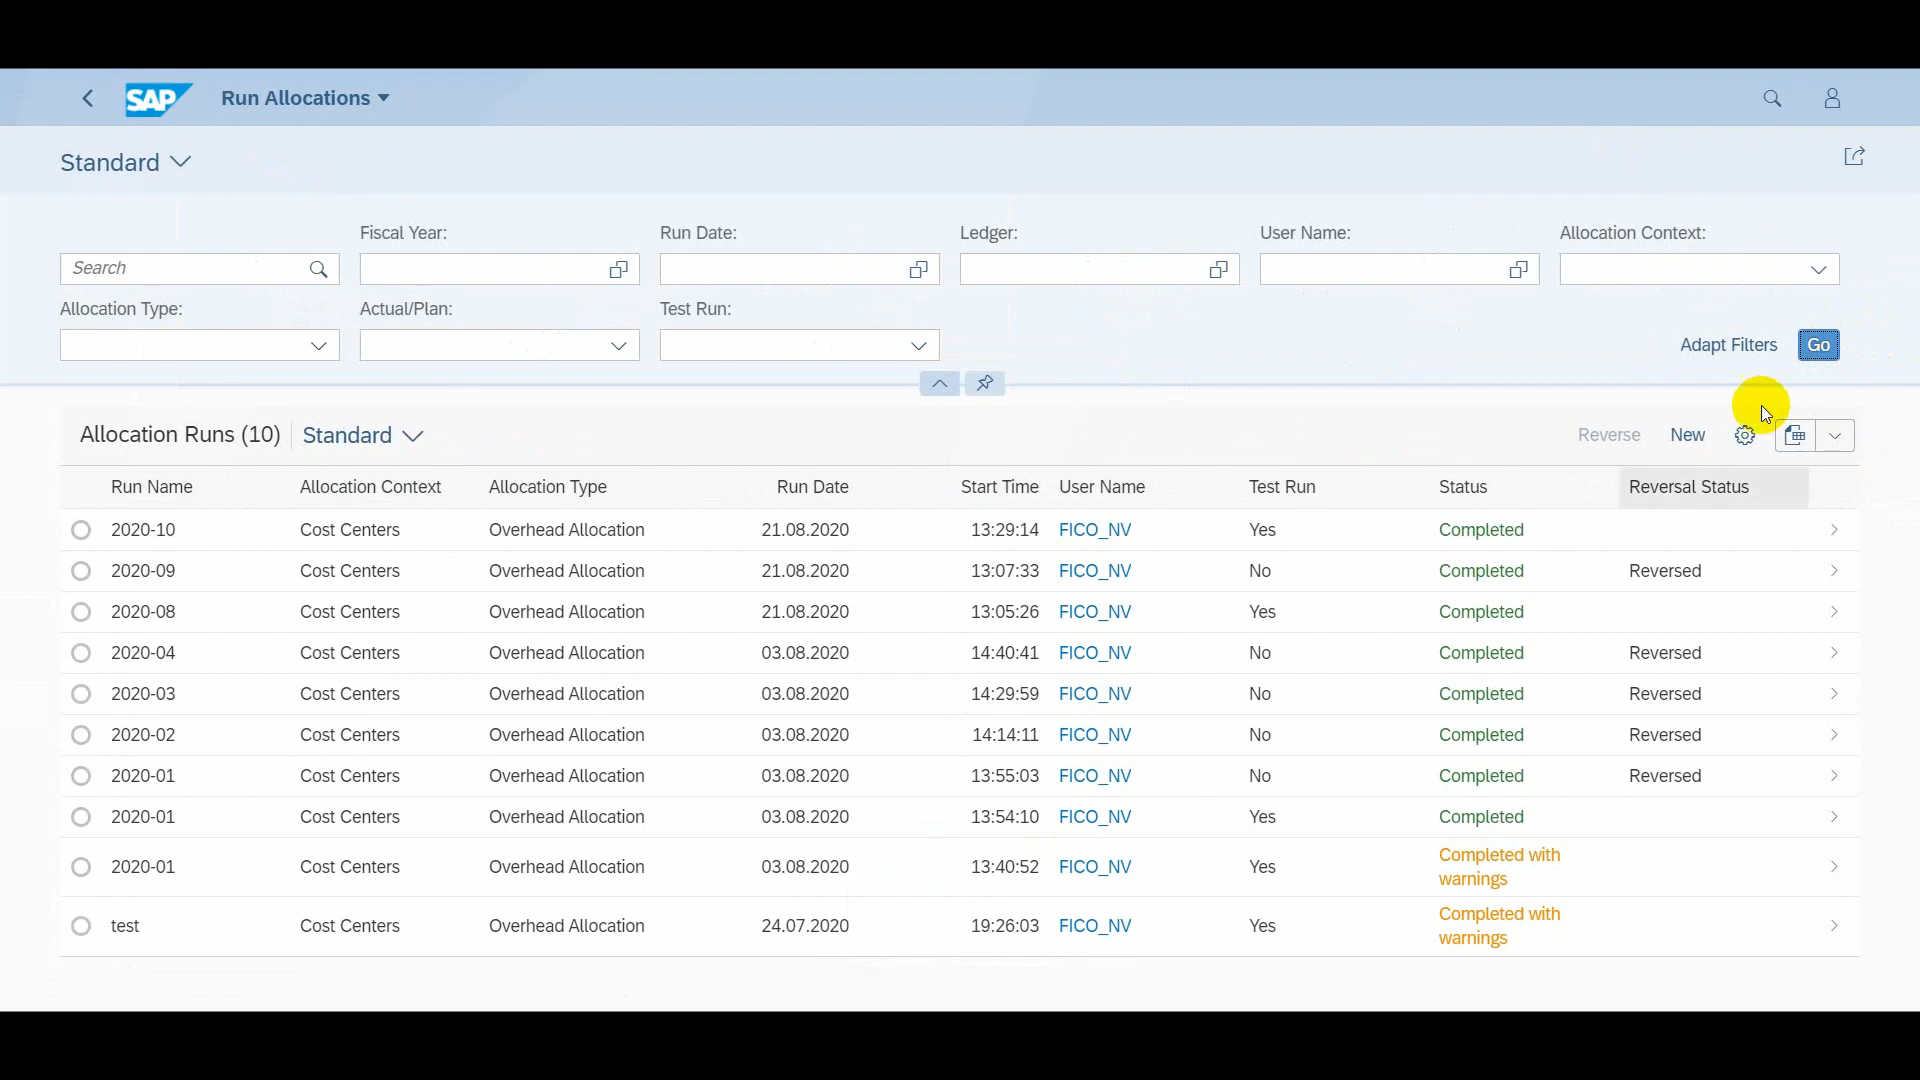 SAP Run Allocations
Standard
Fiscal Year: Run Date: Ledger: User Name: Allocation Context:
Search
Allocation Type: Actual/Plan: Test Run:
Adapt Filters Go
Allocation Runs (10) Standard Reverse New
Run Name Allocation Context Allocation Type Run Date Start Time User Name Test Run Status Reversal Status
2020-10 Cost Centers Overhead Allocation 21.08.2020 13:29:14 FICO_NV Yes Completed
2020-09 Cost Centers Overhead Allocation 21.08.2020 13:07:33 FICO_NV No Completed Reversed
2020-08 Cost Centers Overhead Allocation 21.08.2020 13:05:26 FICO_NV Yes Completed
2020-04 Cost Centers Overhead Allocation 03.08.2020 14:40:41 FICO_NV No Completed Reversed
2020-03 Cost Centers Overhead Allocation 03.08.2020 14:29:59 FICO_NV No Completed Reversed
2020-02 Cost Centers Overhead Allocation 03.08.2020 14:14:11 FICO_NV No Completed Reversed
2020-01 Cost Centers Overhead Allocation 03.08.2020 13:55:03 FICO_NV No Completed Reversed
2020-01 Cost Centers Overhead Allocation 03.08.2020 13:54:10 FICO_NV Yes Completed
2020-01 Cost Centers Overhead Allocation 03.08.2020 13:40:52 FICO_NV Yes Completed with
warnings
test Cost Centers Overhead Allocation 24.07.2020 19:26:03 FICO_NV Yes Completed with
warnings